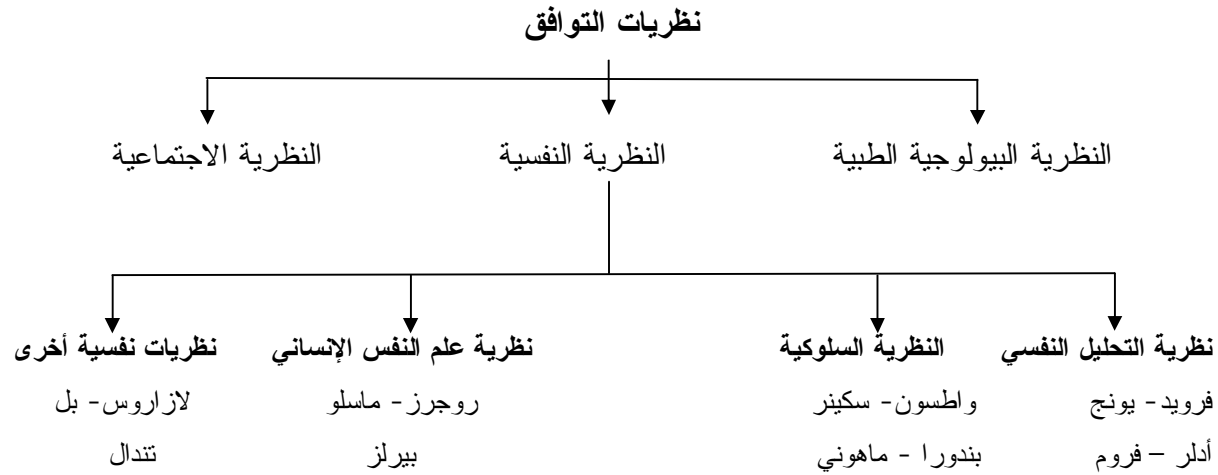 نظريات التوافق
النظرية البيولوجية الطبية
النظرية النفسية
النظرية الاجتماعية
نظرية التحليل النفسي
فرويد - يونج
أدلر – فروم
النظرية السلوكية
واطسون - سكينر
بندورا - ماهوني
نظرية علم النفس الإنساني
روجرز - ماسلو
بيرلز
نظريات نفسية أخرى
لازاروس - بل
تندال